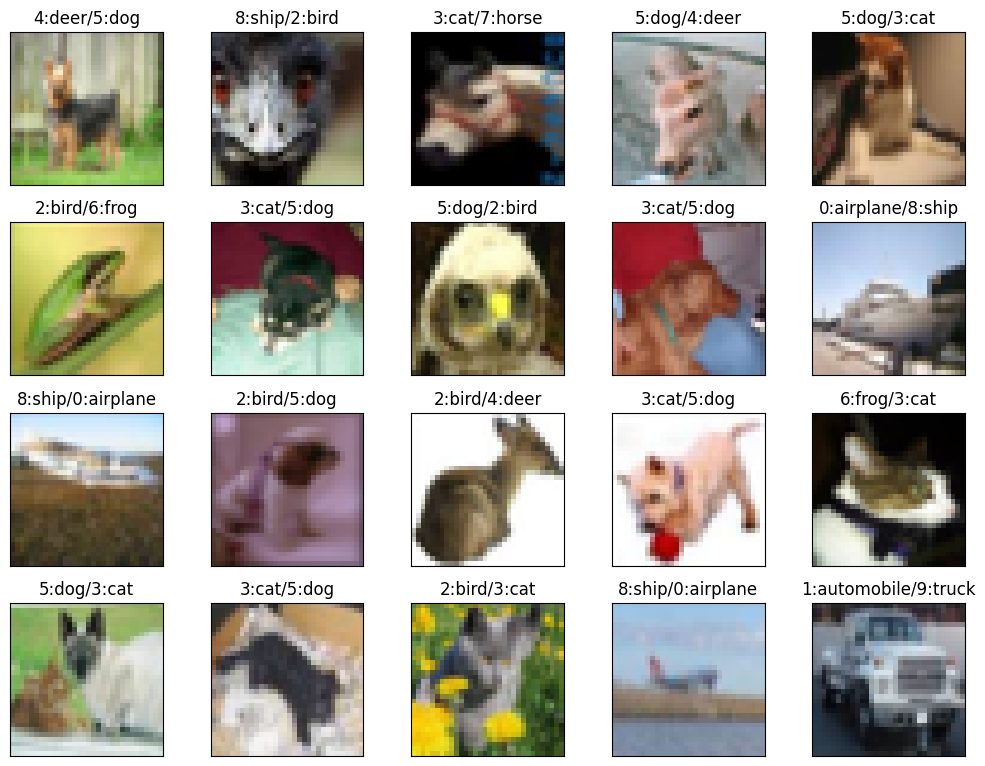 4:deer/5:dog
8:ship/2:bird
3:cat/7:horse
5:dog/4:deer
5:dog/3:cat
2:bird/6:frog
3:cat/5:dog
5:dog/2:bird
3:cat/5:dog
0:airplane/8:ship
8:ship/0:airplane
2:bird/5:dog
2:bird/4:deer
3:cat/5:dog
6:frog/3:cat
5:dog/3:cat
3:cat/5:dog
2:bird/3:cat
8:ship/0:airplane
1:automobile/9:truck